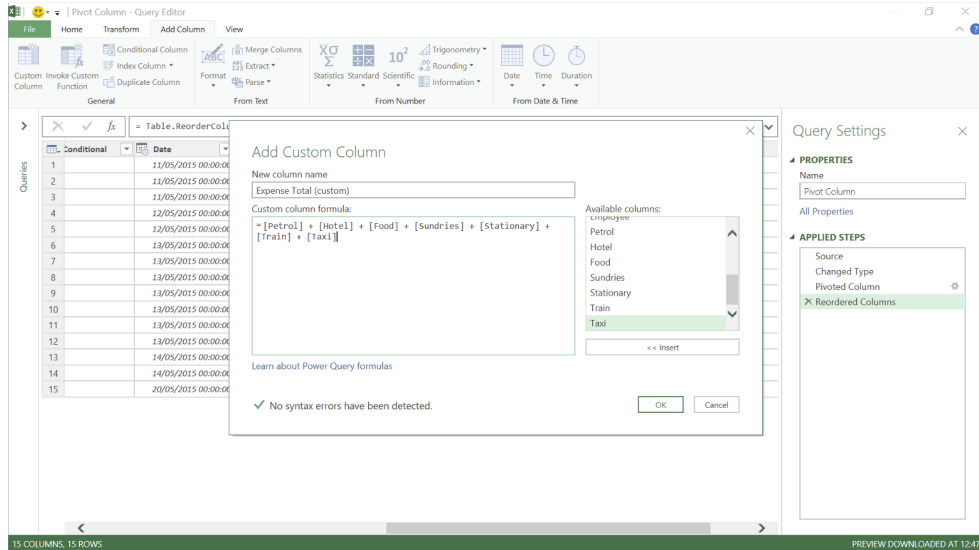 Pivot Column - Query Editor
File Home Transform Add Column View
Custom Column
Invoke Custom Function
Conditional Column
Index Column
Duplicate Column
General
Format
Merge Columns
Extract
Parse
From Text
Statistics
Standard
Scientific
Trigonometry
Rounding
Information
From Number
Date
Time
Duration
From Date & Time
Queries
= Table.ReorderColu
Conditional Date
1 11/05/2015 00:00:00
2 11/05/2015 00:00:00
3 11/05/2015 00:00:00
4 12/05/2015 00:00:00
5 12/05/2015 00:00:00
6 13/05/2015 00:00:00
7 13/05/2015 00:00:00
8 13/05/2015 00:00:00
9 13/05/2015 00:00:00
10 13/05/2015 00:00:00
11 13/05/2015 00:00:00
12 13/05/2015 00:00:00
13 14/05/2015 00:00:00
14 14/05/2015 00:00:00
15 20/05/2015 00:00:00
Add Custom Column
New column name
Expense Total (custom)
Custom column formula:
=[Petrol] + [Hotel] + [Food] + [Sundries] + [Stationary] +
[Train] + [Taxi]
Available columns:
Employee
Petrol
Hotel
Food
Sundries
Stationary
Train
Taxi
<< Insert
Learn about Power Query formulas
No syntax errors have been detected.
OK
Cancel
Query Settings
PROPERTIES
Name
Pivot Column
All Properties
APPLIED STEPS
Source
Changed Type
Pivoted Column
Reordered Columns
15 COLUMNS, 15 ROWS
PREVIEW DOWNLOADED AT 12:4